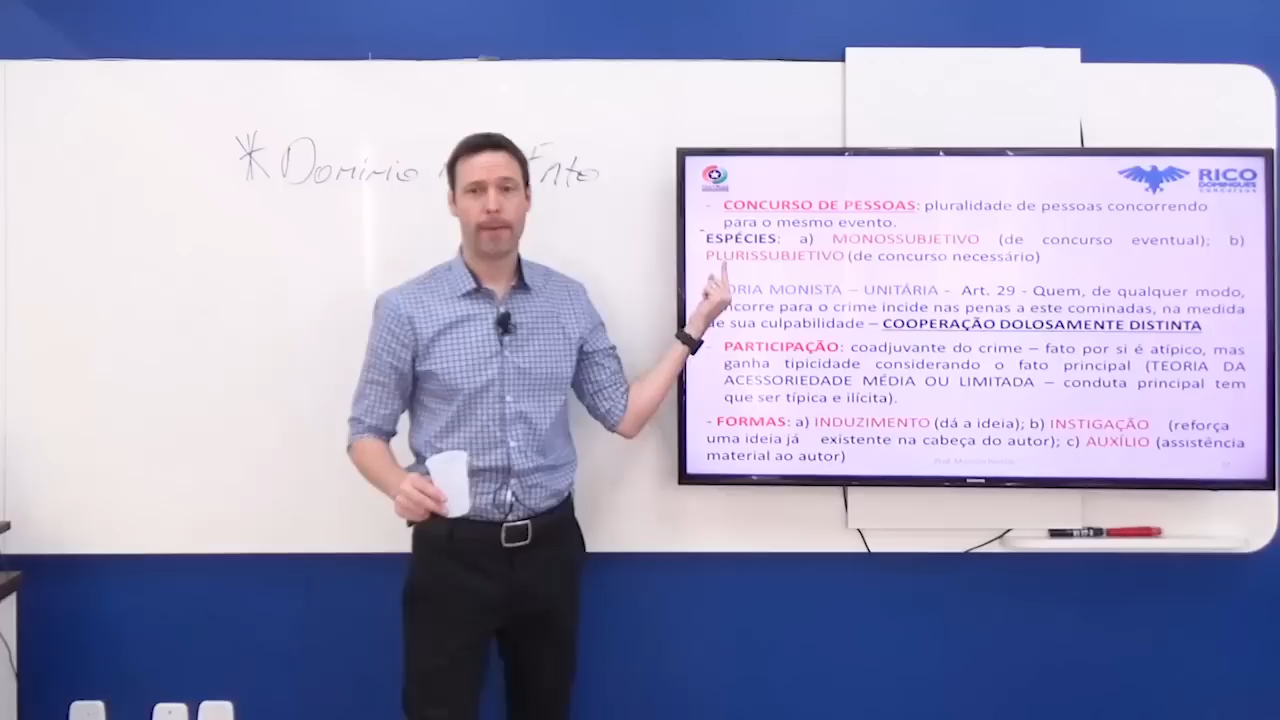 * Domínio
RICO
DOMINGUES
CONCURSOS
- CONCURSO DE PESSOAS: pluralidade de pessoas concorrendo
para o mesmo evento.
- ESPÉCIES: a) MONOSSUBJETIVO (de concurso eventual); b)
PLURISSUBJETIVO (de concurso necessário)
ORIA MONISTA – UNITÁRIA - Art. 29 - Quem, de qualquer modo,
ncorre para o crime incide nas penas a este cominadas, na medida
de sua culpabilidade – COOPERAÇÃO DOLOSAMENTE DISTINTA
- PARTICIPAÇÃO: coadjuvante do crime – fato por si é atípico, mas
ganha tipicidade considerando o fato principal (TEORIA DA
ACESSORIEDADE MÉDIA OU LIMITADA – conduta principal tem
que ser típica e ilícita).
- FORMAS: a) INDUZIMENTO (dá a ideia); b) INSTIGAÇÃO (reforça
uma ideia já existente na cabeça do autor); c) AUXÍLIO (assistência
material ao autor)